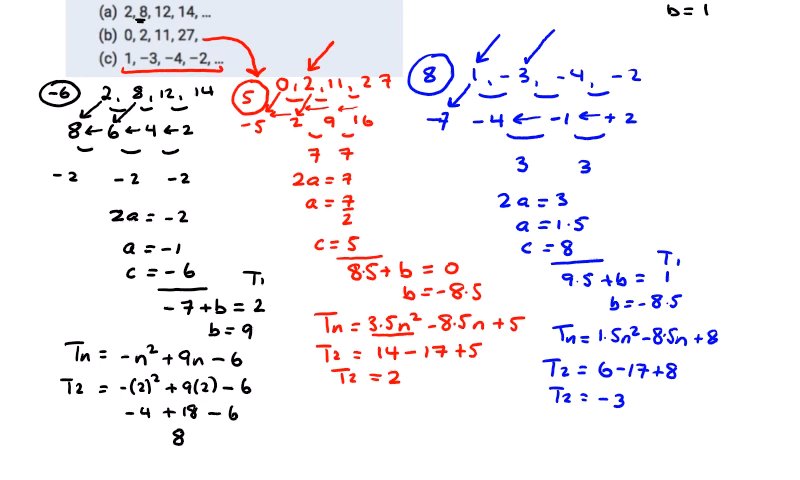 (a) 2, 8, 12, 14, ...
(b) 0, 2, 11, 27,
(c) 1, −3, −4, −2, ...
b = 1
-6 2, 8, 12, 14
8 ← 6 ← 4 ← 2
-2 -2 -2
2a = -2
a = -1
c = -6
T1
-7 + b = 2
b = 9
Tn = -n² + 9n - 6
T2 = -(2)² + 9(2) - 6
-4 + 18 - 6
8
5 0, 2, 11, 27
-5 ← 2 ← 9 ← 16
7 7
2a = 7
a = 7/2
c = 5
8.5 + b = 0
b = -8.5
Tn = 3.5n² - 8.5n + 5
T2 = 14 - 17 + 5
T2 = 2
8 1, -3, -4, -2
-7 -4 ← -1 ← +2
3 3
2a = 3
a = 1.5
c = 8
T1
9.5 + b = 1
b = -8.5
Tn = 1.5n² - 8.5n + 8
T2 = 6 - 17 + 8
T2 = -3